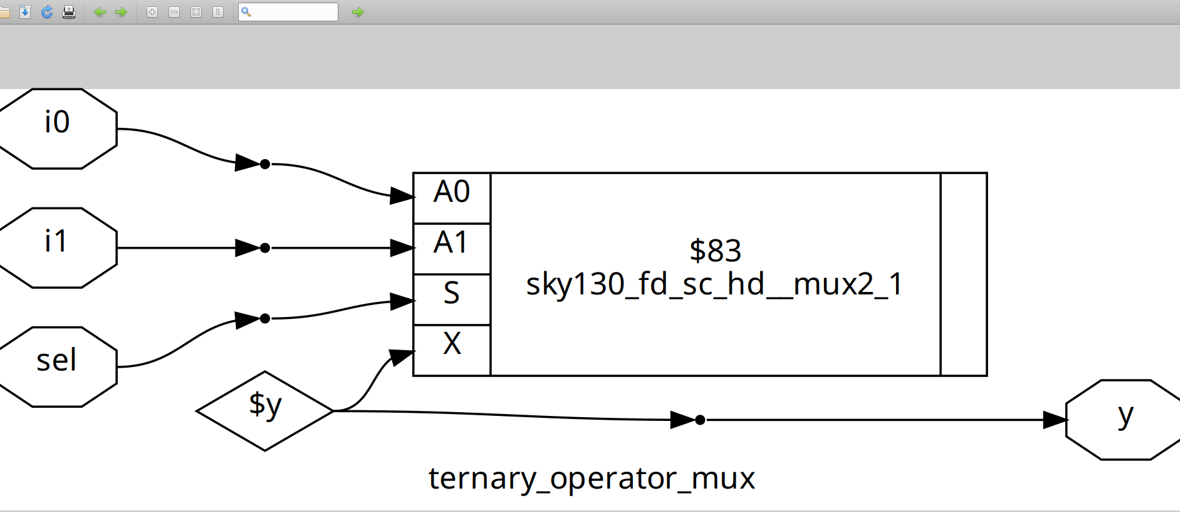 i0
A0
i1
A1
$83
sky130_fd_sc_hd__mux2_1
S
sel
X
$y
y
ternary_operator_mux